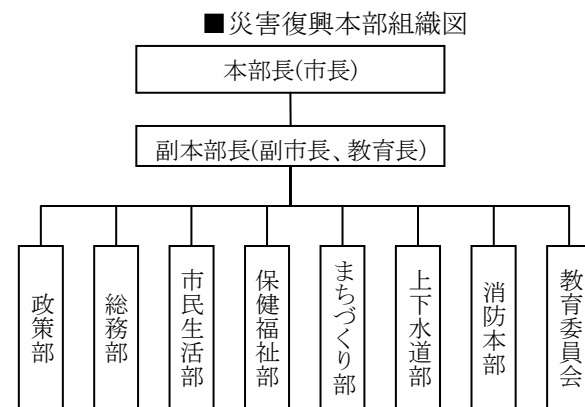 ■災害復興本部組織図
本部長(市長)
副本部長(副市長、教育長)
政策部
総務部
市民生活部
保健福祉部
まちづくり部
上下水道部
消防本部
教育委員会